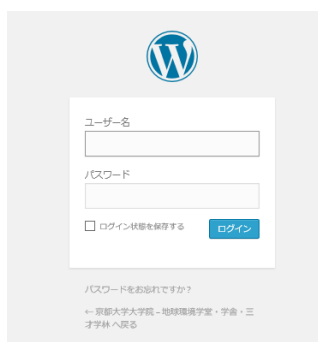 ユーザー名
パスワード
ログイン状態を保存する
ログイン
パスワードをお忘れですか ?
← 京都大学大学院 – 地球環境学堂・学舎・三
才学林 へ戻る